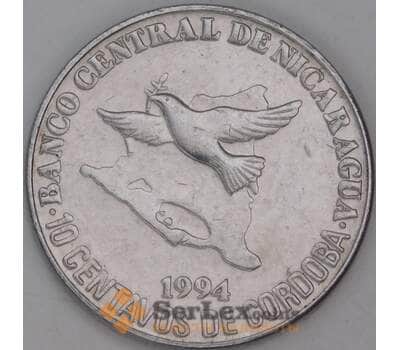 BANCO CENTRAL DE NICARAGUA
1994
10 CENTAVOS DE CORDOBA
SerLex